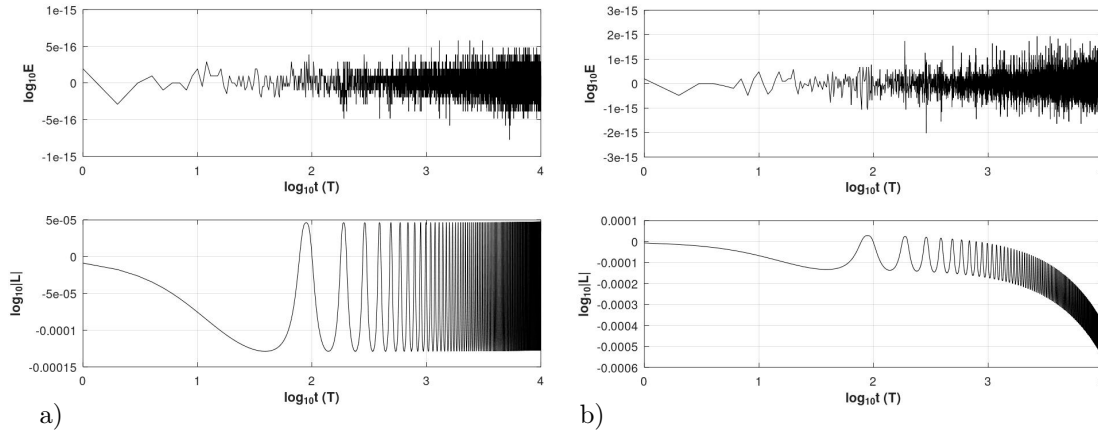 1e-15
5e-16
0
-5e-16
-1e-15
log10E
0 1 2 3 4
log10t (T)
5e-05
0
-5e-05
-0.0001
-0.00015
log10|L|
0 1 2 3 4
log10t (T)
a)
3e-15
2e-15
1e-15
0
-1e-15
-2e-15
-3e-15
log10E
0 1 2 3
log10t (T)
0.0001
0
-0.0001
-0.0002
-0.0003
-0.0004
-0.0005
-0.0006
log10|L|
0 1 2 3
log10t (T)
b)